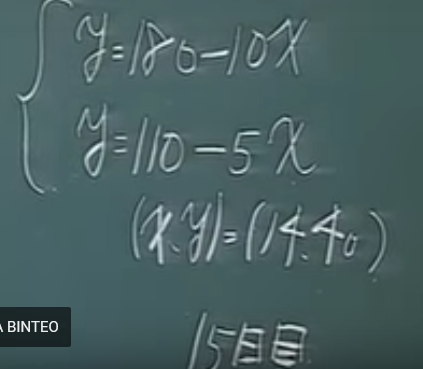 y=180-10x
y=110-5x
(x,y)=(14,40)
A BINTEO
15日目